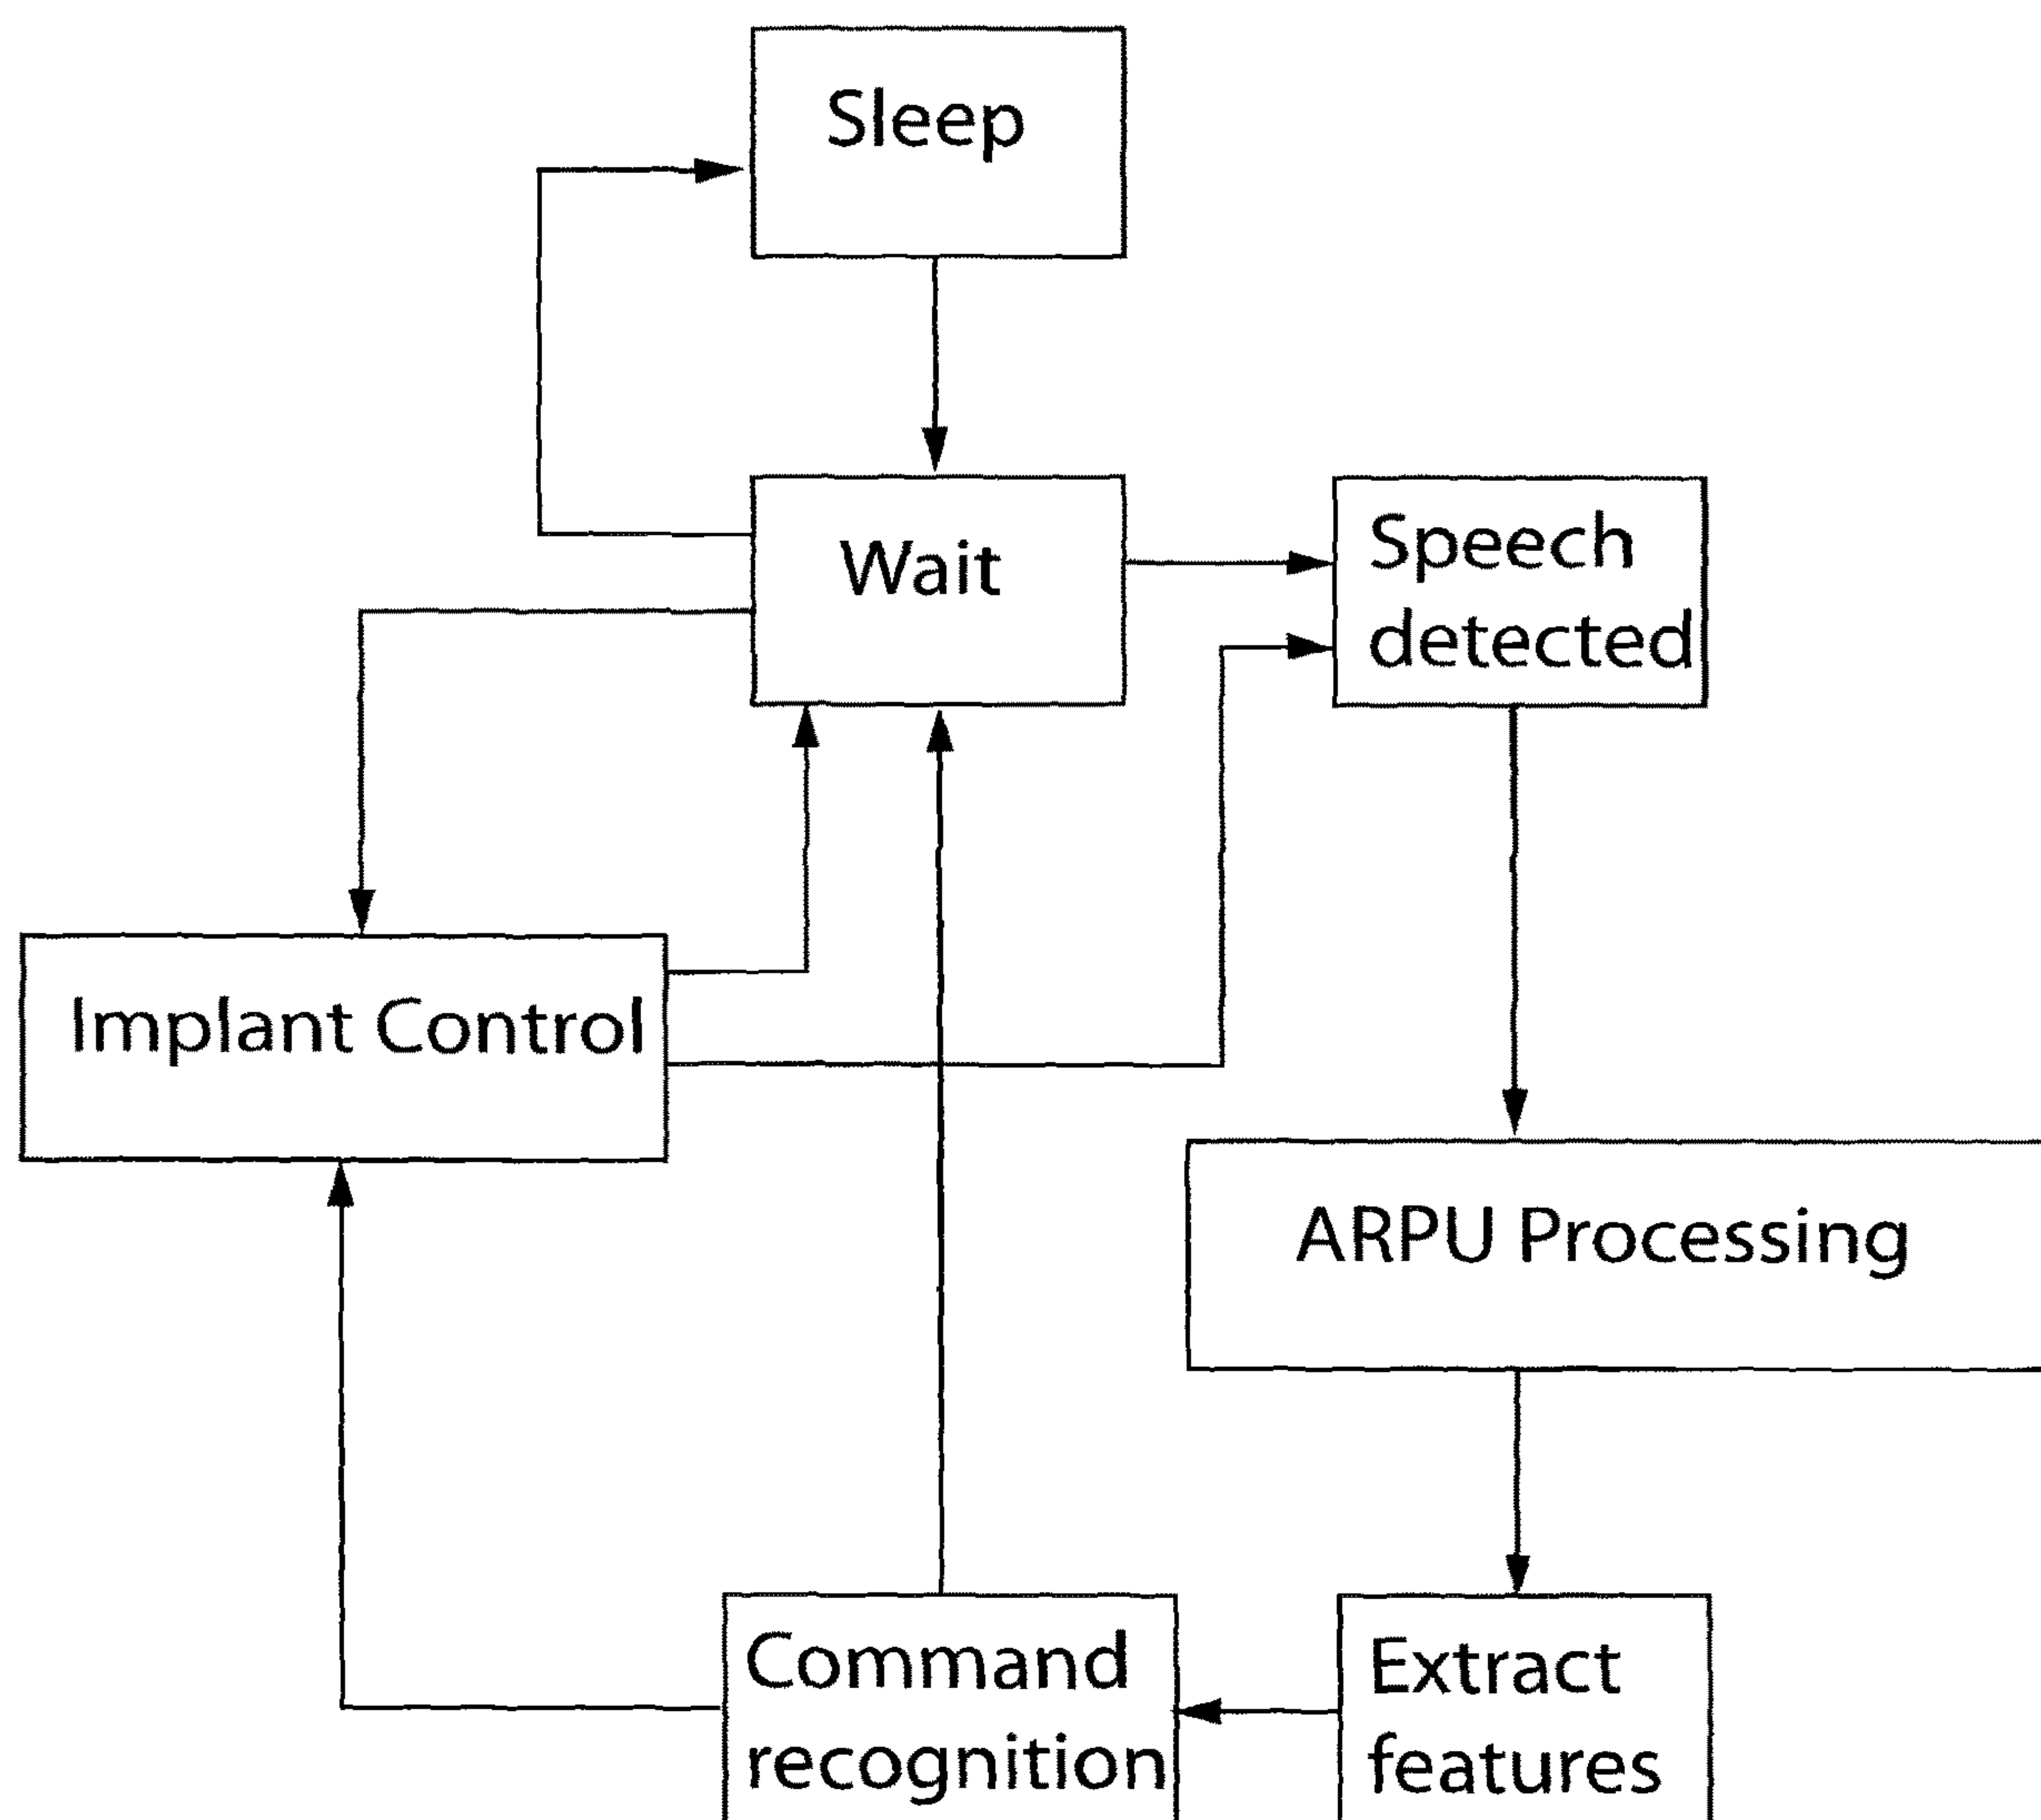 Sleep
Wait
Speech
detected
Implant Control
ARPU Processing
Command
recognition
Extract
features